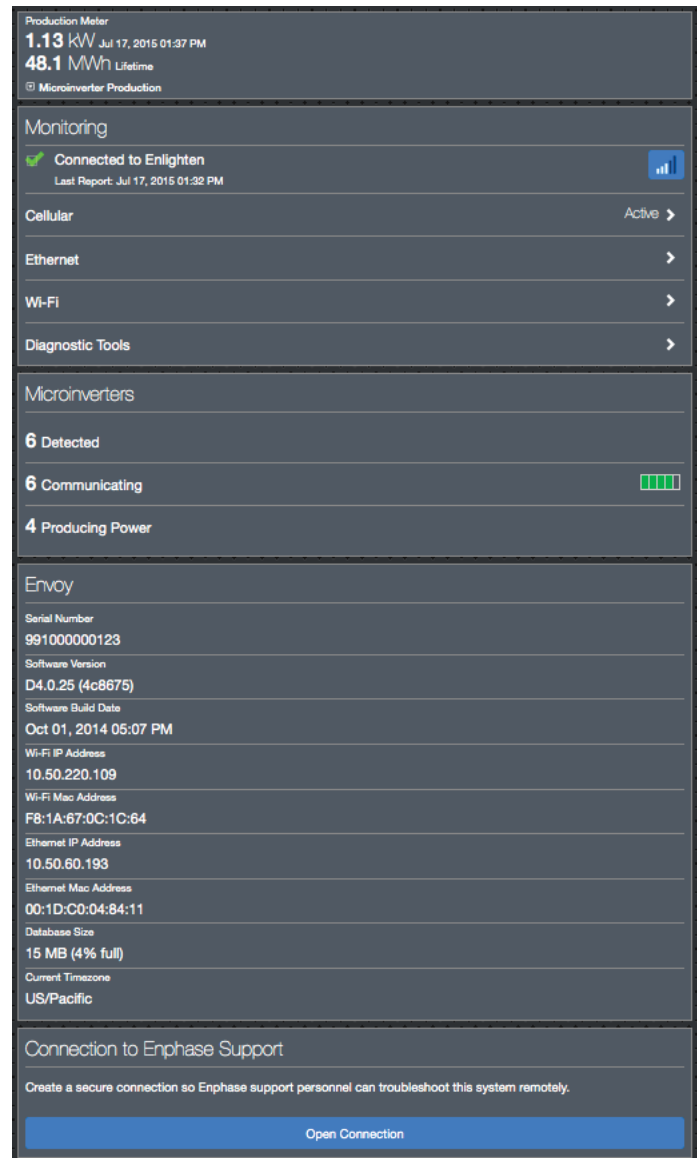 Production Meter
1.13 kW Jul 17, 2015 01:37 PM
48.1 MWh Lifetime
Microinverter Production
Monitoring
Connected to Enlighten
Last Report: Jul 17, 2015 01:32 PM
Cellular Active
Ethernet
Wi-Fi
Diagnostic Tools
Microinverters
6 Detected
6 Communicating
4 Producing Power
Envoy
Serial Number
991000000123
Software Version
D4.0.25 (4c8675)
Software Build Date
Oct 01, 2014 05:07 PM
Wi-Fi IP Address
10.50.220.109
Wi-Fi Mac Address
F8:1A:67:0C:1C:64
Ethernet IP Address
10.50.60.193
Ethernet Mac Address
00:1D:C0:04:84:11
Database Size
15 MB (4% full)
Current Timezone
US/Pacific
Connection to Enphase Support
Create a secure connection so Enphase support personnel can troubleshoot this system remotely.
Open Connection